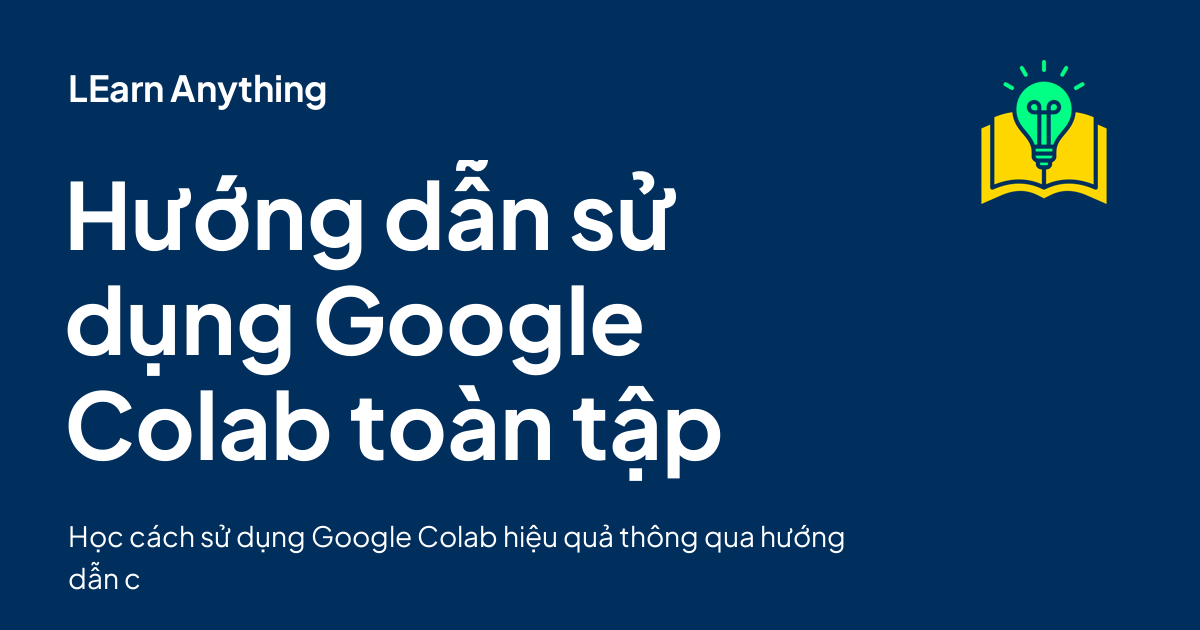 LEarn Anything
Hướng dẫn sử
dụng Google
Colab toàn tập
Học cách sử dụng Google Colab hiệu quả thông qua hướng
dẫn c